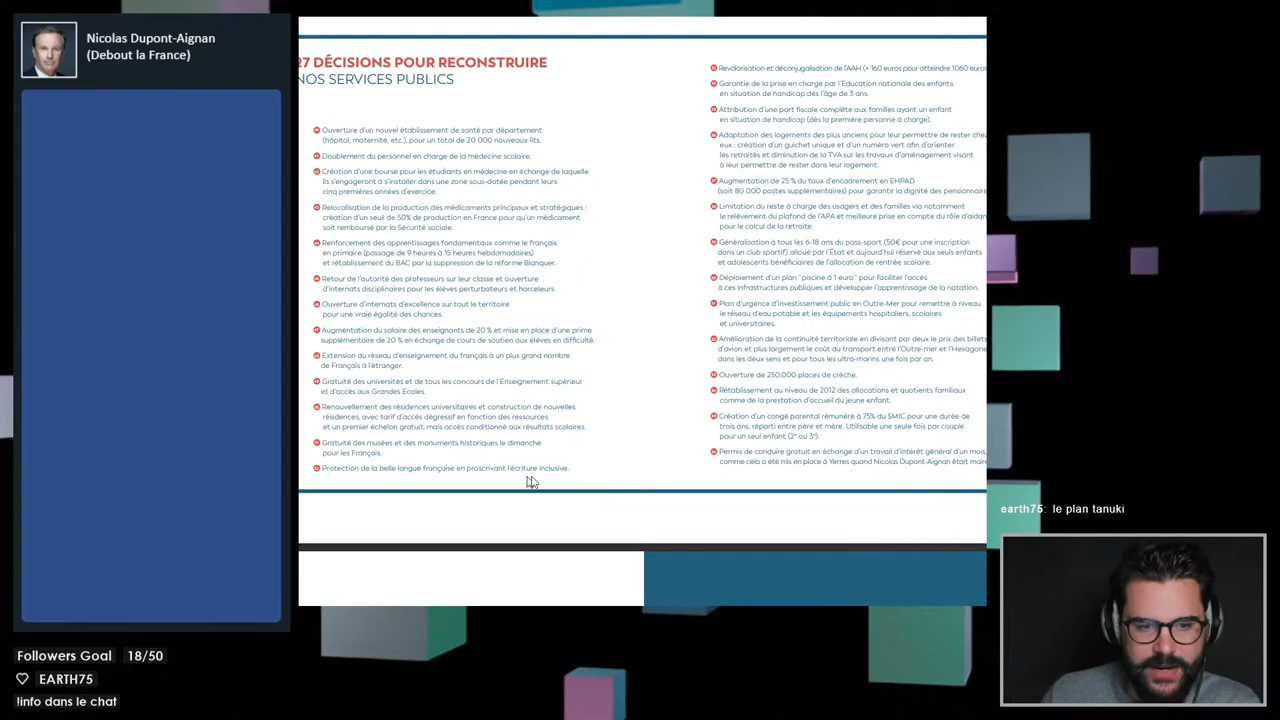 Nicolas Dupont-Aignan
(Debout la France)
27 DÉCISIONS POUR RECONSTRUIRE
NOS SERVICES PUBLICS
Ouverture d'un nouvel établissement de santé par département
(hôpital, maternité, etc.), pour un total de 20 000 nouveaux lits.
Doublement du personnel en charge de la médecine scolaire.
Création d'une bourse pour les étudiants en médecine en échange de laquelle
ils s'engageront à s'installer dans une zone sous-dotée pendant leurs
cinq premières années d'exercice.
Relocalisation de la production des médicaments principaux et stratégiques :
création d'un seuil de 50% de production en France pour qu'un médicament
soit remboursé par la Sécurité sociale.
Renforcement des apprentissages fondamentaux comme le français
en primaire (passage de 9 heures à 15 heures hebdomadaires)
et rétablissement du BAC par la suppression de la réforme Blanquer.
Retour de l'autorité des professeurs sur leur classe et ouverture
d'internats disciplinaires pour les élèves perturbateurs et harceleurs.
Ouverture d'internats d'excellence sur tout le territoire
pour une vraie égalité des chances.
Augmentation du salaire des enseignants de 20 % et mise en place d'une prime
supplémentaire de 20 % en échange de cours de soutien aux élèves en difficulté.
Extension du réseau d'enseignement du français à un plus grand nombre
de Français à l'étranger.
Gratuité des universités et de tous les concours de l'Enseignement supérieur
et d'accès aux Grandes Ecoles.
Renouvellement des résidences universitaires et construction de nouvelles
résidences, avec tarif d'accès dégressif en fonction des ressources
et un premier échelon gratuit, mais accès conditionné aux résultats scolaires.
Gratuité des musées et des monuments historiques le dimanche
pour les Français.
Protection de la belle langue française en proscrivant l'écriture inclusive.
Revalorisation et déconjugalisation de l'AAH (+ 160 euros pour atteindre 1060 euros
Garantie de la prise en charge par l'Education nationale des enfants
en situation de handicap dès l'âge de 3 ans.
Attribution d'une part fiscale complète aux familles ayant un enfant
en situation de handicap (dès la première personne à charge).
Adaptation des logements des plus anciens pour leur permettre de rester chez
eux : création d'un guichet unique et d'un numéro vert afin d'orienter
les retraités et diminution de la TVA sur les travaux d'aménagement visant
à leur permettre de rester dans leur logement.
Augmentation de 25 % du taux d'encadrement en EHPAD
(soit 80 000 postes supplémentaires) pour garantir la dignité des pensionnaire
Limitation du reste à charge des usagers et des familles via notamment
le relèvement du plafond de l'APA et meilleure prise en compte du rôle d'aidan
pour le calcul de la retraite.
Généralisation à tous les 6-18 ans du pass-sport (50€ pour une inscription
dans un club sportif) alloué par l'État et aujourd'hui réservé aux seuls enfants
et adolescents bénéficiaires de l'allocation de rentrée scolaire.
Déploiement d'un plan "piscine à 1 euro" pour faciliter l'accès
à ces infrastructures publiques et développer l'apprentissage de la natation.
Plan d'urgence d'investissement public en Outre-Mer pour remettre à niveau
le réseau d'eau potable et les équipements hospitaliers, scolaires
et universitaires.
Amélioration de la continuité territoriale en divisant par deux le prix des billets
d'avion et plus largement le coût du transport entre l'Outre-mer et l'Hexagone
dans les deux sens et pour tous les ultra-marins une fois par an.
Ouverture de 250.000 places de crèche.
Rétablissement au niveau de 2012 des allocations et quotients familiaux
comme de la prestation d'accueil du jeune enfant.
Création d'un congé parental rémunéré à 75% du SMIC pour une durée de
trois ans, réparti entre père et mère. Utilisable une seule fois par couple
pour un seul enfant (2e ou 3e).
Permis de conduire gratuit en échange d'un travail d'intérêt général d'un mois,
comme cela a été mis en place à Yerres quand Nicolas Dupont-Aignan était maire
earth75: le plan tanuki
Followers Goal 18/50
EARTH75
!info dans le chat